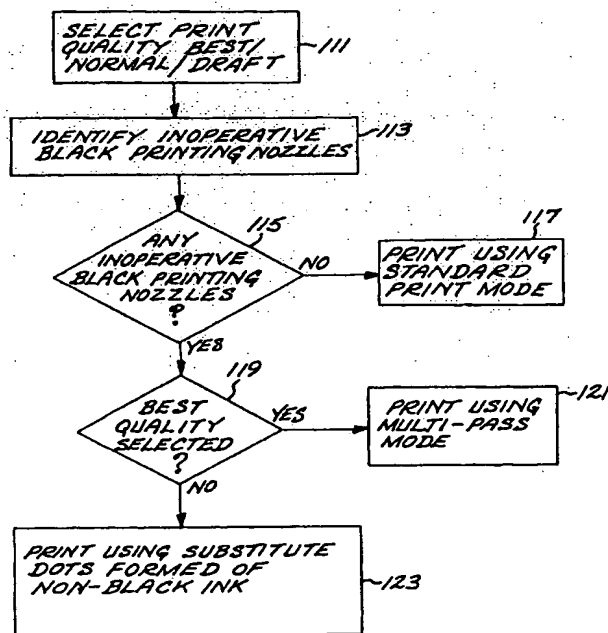 SELECT PRINT
QUALITY BEST/
NORMAL/DRAFT
111
IDENTIFY INOPERATIVE
BLACK PRINTING NOZZLES
113
115
ANY
INOPERATIVE
BLACK PRINTING
NOZZLES
?
NO
117
PRINT USING
STANDARD
PRINT MODE
YES
119
BEST
QUALITY
SELECTED
?
YES
121
PRINT USING
MULTI-PASS
MODE
NO
PRINT USING SUBSTITUTE
DOTS FORMED OF
NON-BLACK INK
123